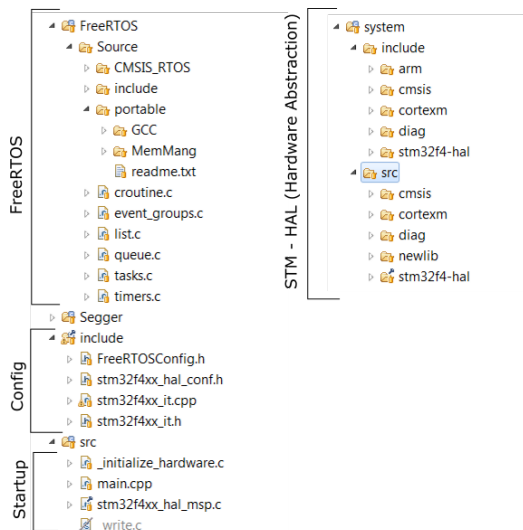 FreeRTOS
FreeRTOS
Source
CMSIS_RTOS
include
portable
GCC
MemMang
readme.txt
croutine.c
event_groups.c
list.c
queue.c
tasks.c
timers.c
Segger
Config
include
FreeRTOSConfig.h
stm32f4xx_hal_conf.h
stm32f4xx_it.cpp
stm32f4xx_it.h
Startup
src
_initialize_hardware.c
main.cpp
stm32f4xx_hal_msp.c
_write.c
STM - HAL (Hardware Abstraction)
system
include
arm
cmsis
cortexm
diag
stm32f4-hal
src
cmsis
cortexm
diag
newlib
stm32f4-hal